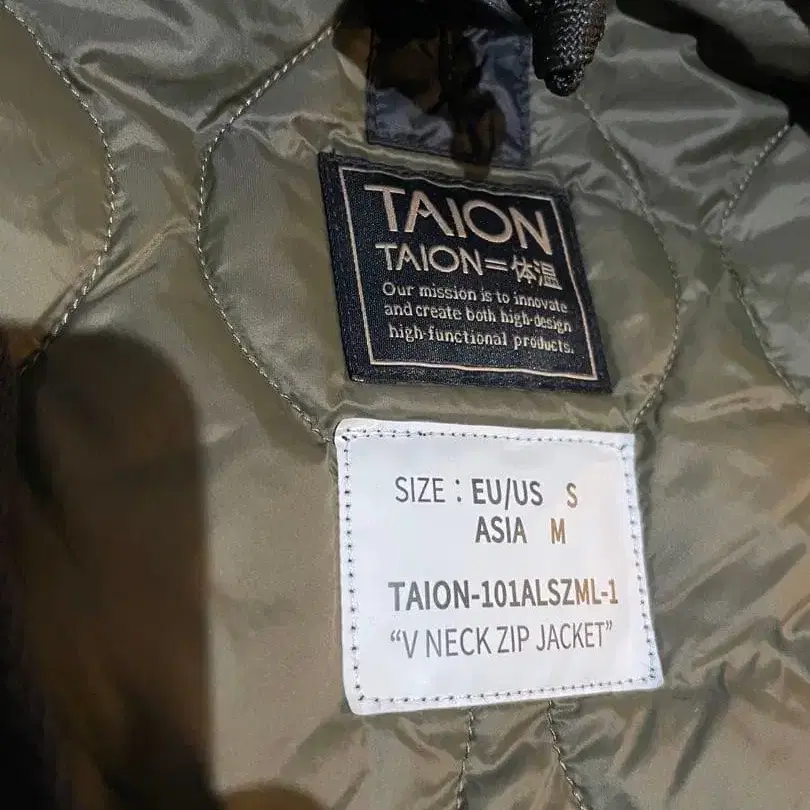 TAION
TAION=体温
Our mission is to innovate
and create both high-design
high-functional products.
SIZE : EU/US S
ASIA M
TAION-101ALSZML-1
“V NECK ZIP JACKET”